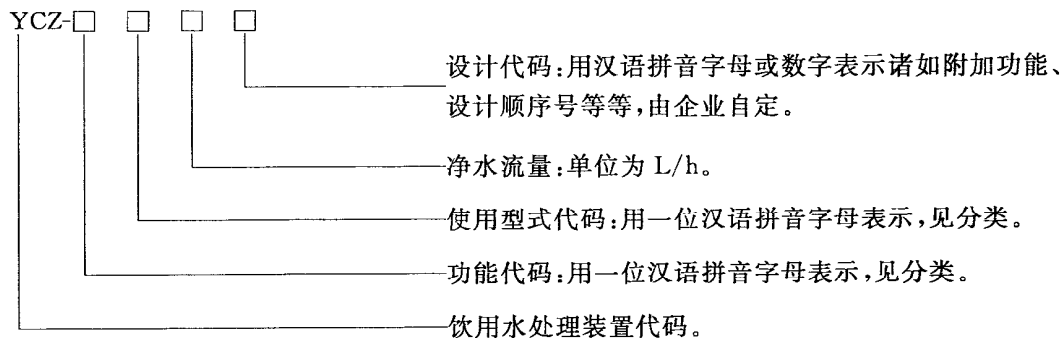 YCZ-□ □ □ □
设计代码:用汉语拼音字母或数字表示诸如附加功能、
设计顺序号等等,由企业自定。
净水流量:单位为 L/h。
使用型式代码:用一位汉语拼音字母表示,见分类。
功能代码:用一位汉语拼音字母表示,见分类。
饮用水处理装置代码。